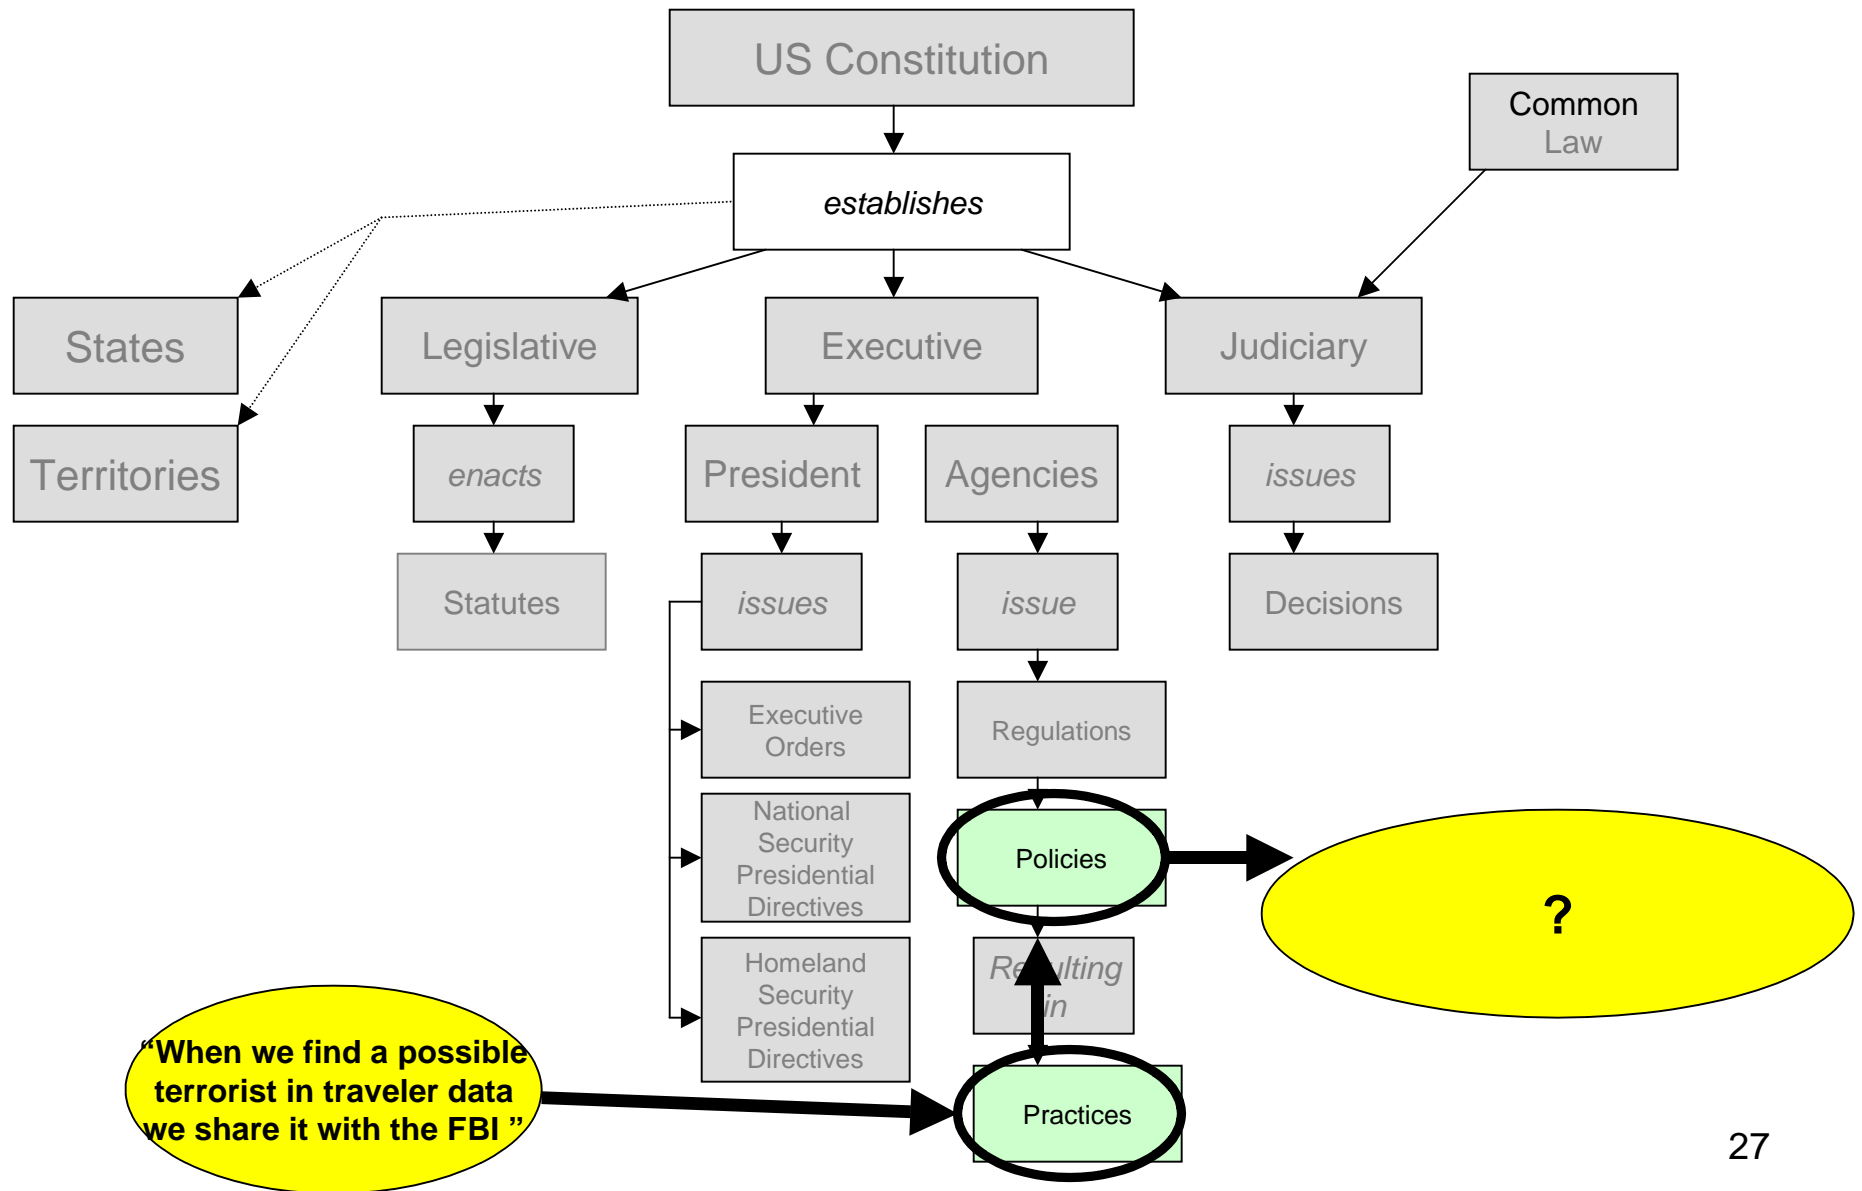 US Constitution
Common
Law
establishes
States
Legislative
Executive
Judiciary
Territories
enacts
President
Agencies
issues
Statutes
issues
issue
Decisions
Executive
Orders
Regulations
National
Security
Presidential
Directives
Policies
?
Homeland
Security
Presidential
Directives
Resulting
in
“When we find a possible
terrorist in traveler data
we share it with the FBI ”
Practices
27